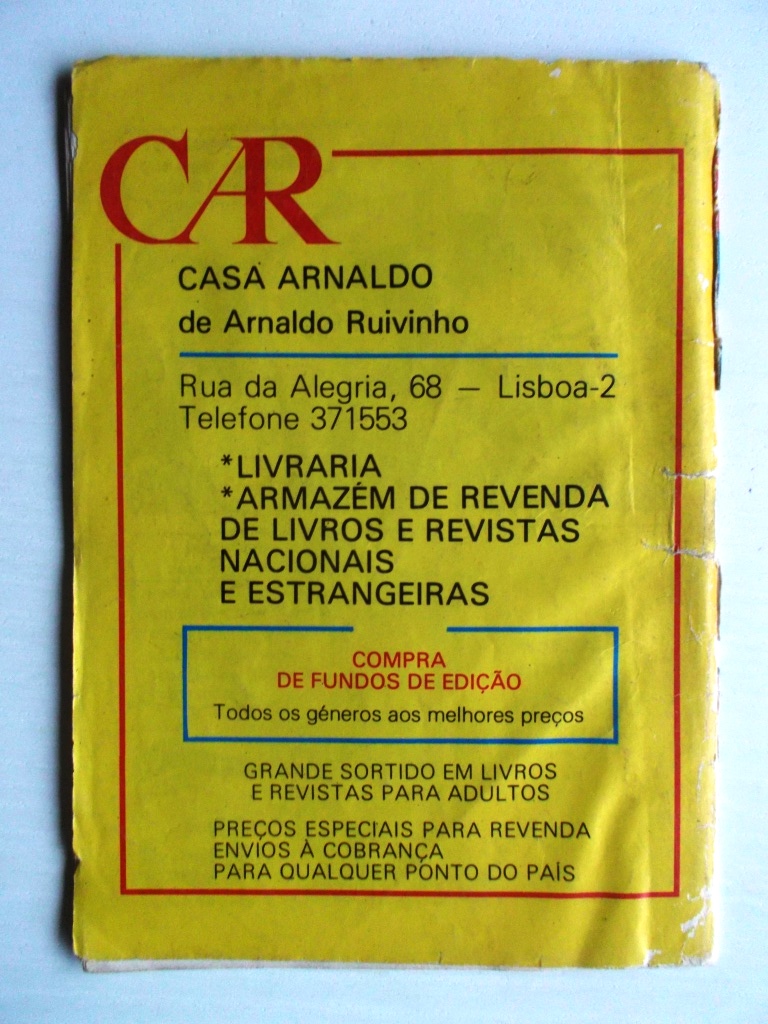 CAR
CASA ARNALDO
de Arnaldo Ruivinho
Rua da Alegria, 68 — Lisboa-2
Telefone 371553
*LIVRARIA
*ARMAZÉM DE REVENDA
DE LIVROS E REVISTAS
NACIONAIS
E ESTRANGEIRAS
COMPRA
DE FUNDOS DE EDIÇÃO
Todos os géneros aos melhores preços
GRANDE SORTIDO EM LIVROS
E REVISTAS PARA ADULTOS
PREÇOS ESPECIAIS PARA REVENDA
ENVIOS À COBRANÇA
PARA QUALQUER PONTO DO PAÍS